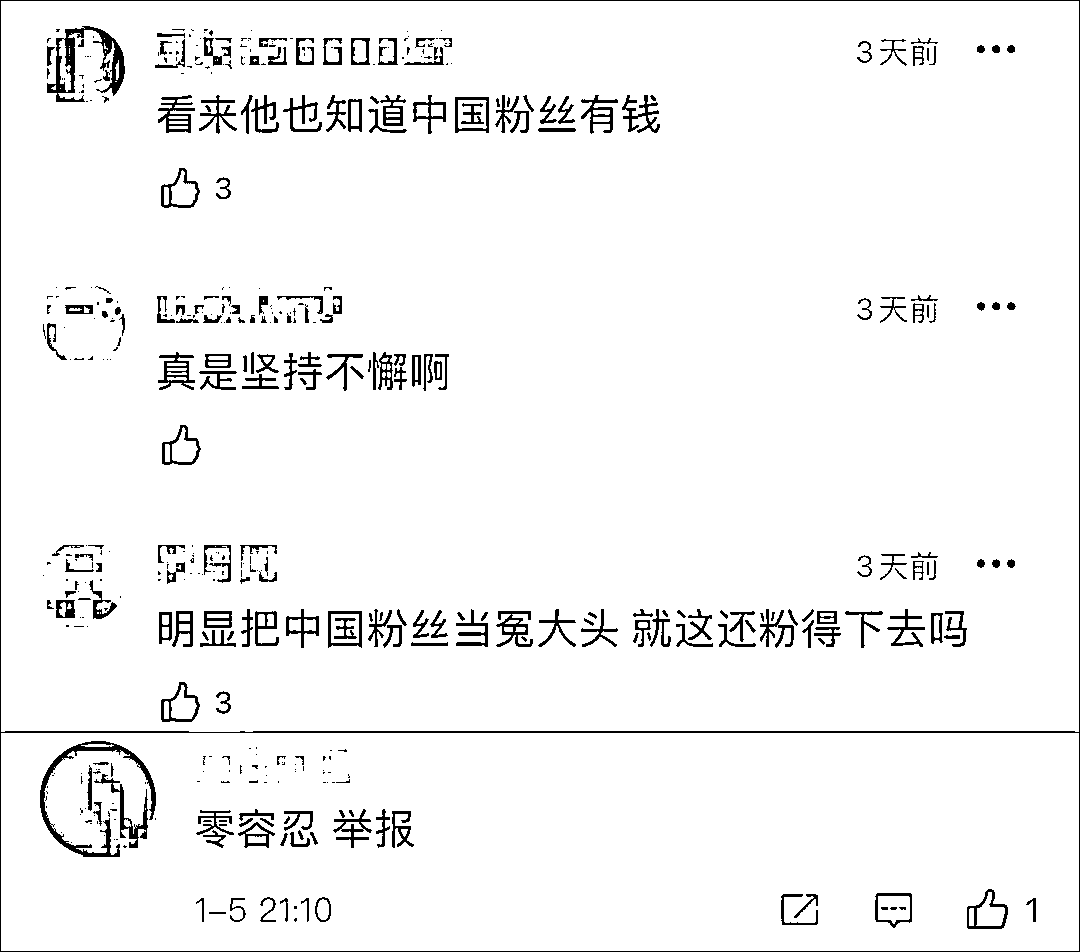 3天前
看来他也知道中国粉丝有钱
3
3天前
真是坚持不懈啊
3天前
明显把中国粉丝当冤大头 就这还粉得下去吗
3
零容忍 举报
1-5 21:10
1